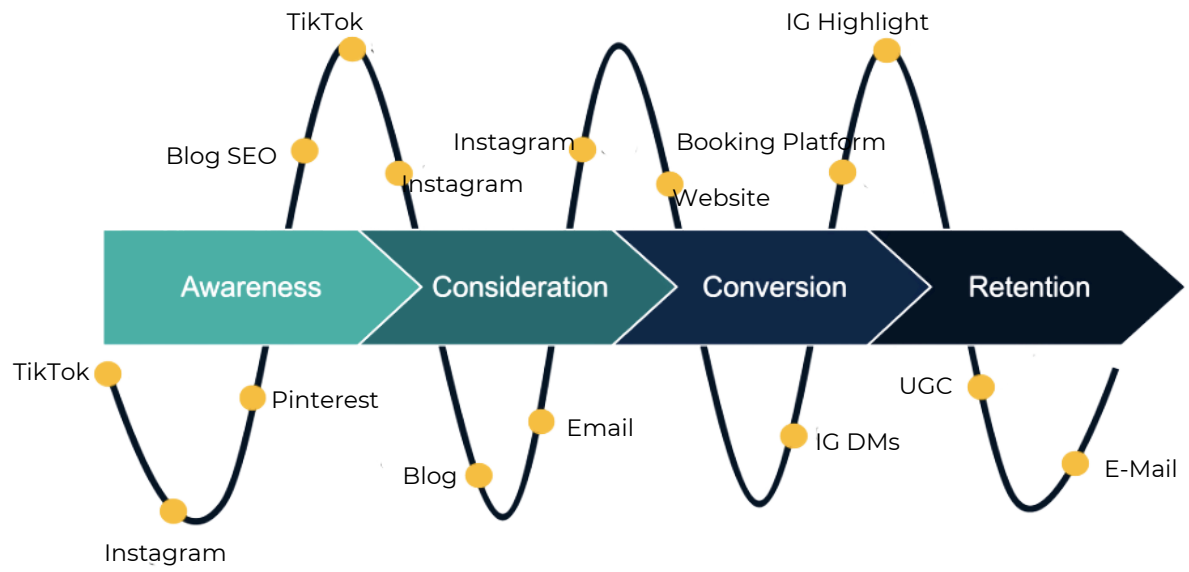 TikTok
IG Highlight
Blog SEO
Instagram
Instagram
Booking Platform
Website
Awareness
Consideration
Conversion
Retention
TikTok
Pinterest
Instagram
Blog
Email
IG DMs
UGC
E-Mail